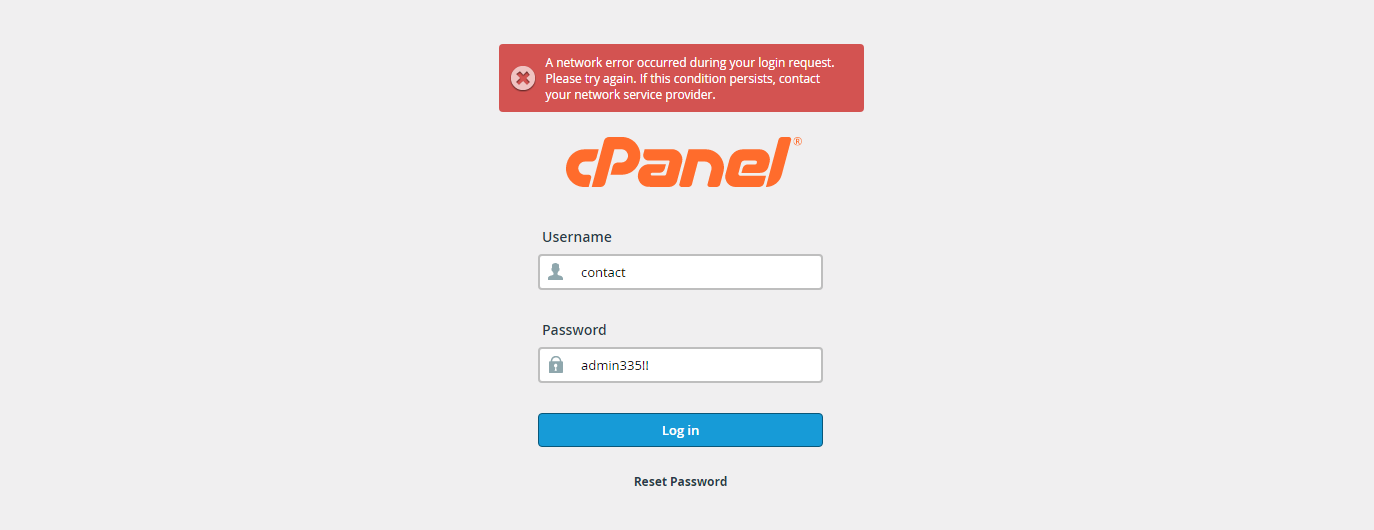 A network error occurred during your login request.
Please try again. If this condition persists, contact
your network service provider.
cPanel®
Username
contact
Password
admin335!!
Log in
Reset Password